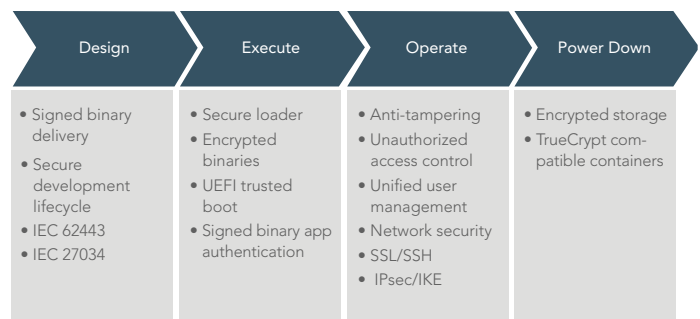 Design
Execute
Operate
Power Down
• Signed binary
delivery
• Secure
development
lifecycle
• IEC 62443
• IEC 27034
• Secure loader
• Encrypted
binaries
• UEFI trusted
boot
• Signed binary app
authentication
• Anti-tampering
• Unauthorized
access control
• Unified user
management
• Network security
• SSL/SSH
• IPsec/IKE
• Encrypted storage
• TrueCrypt com-
patible containers